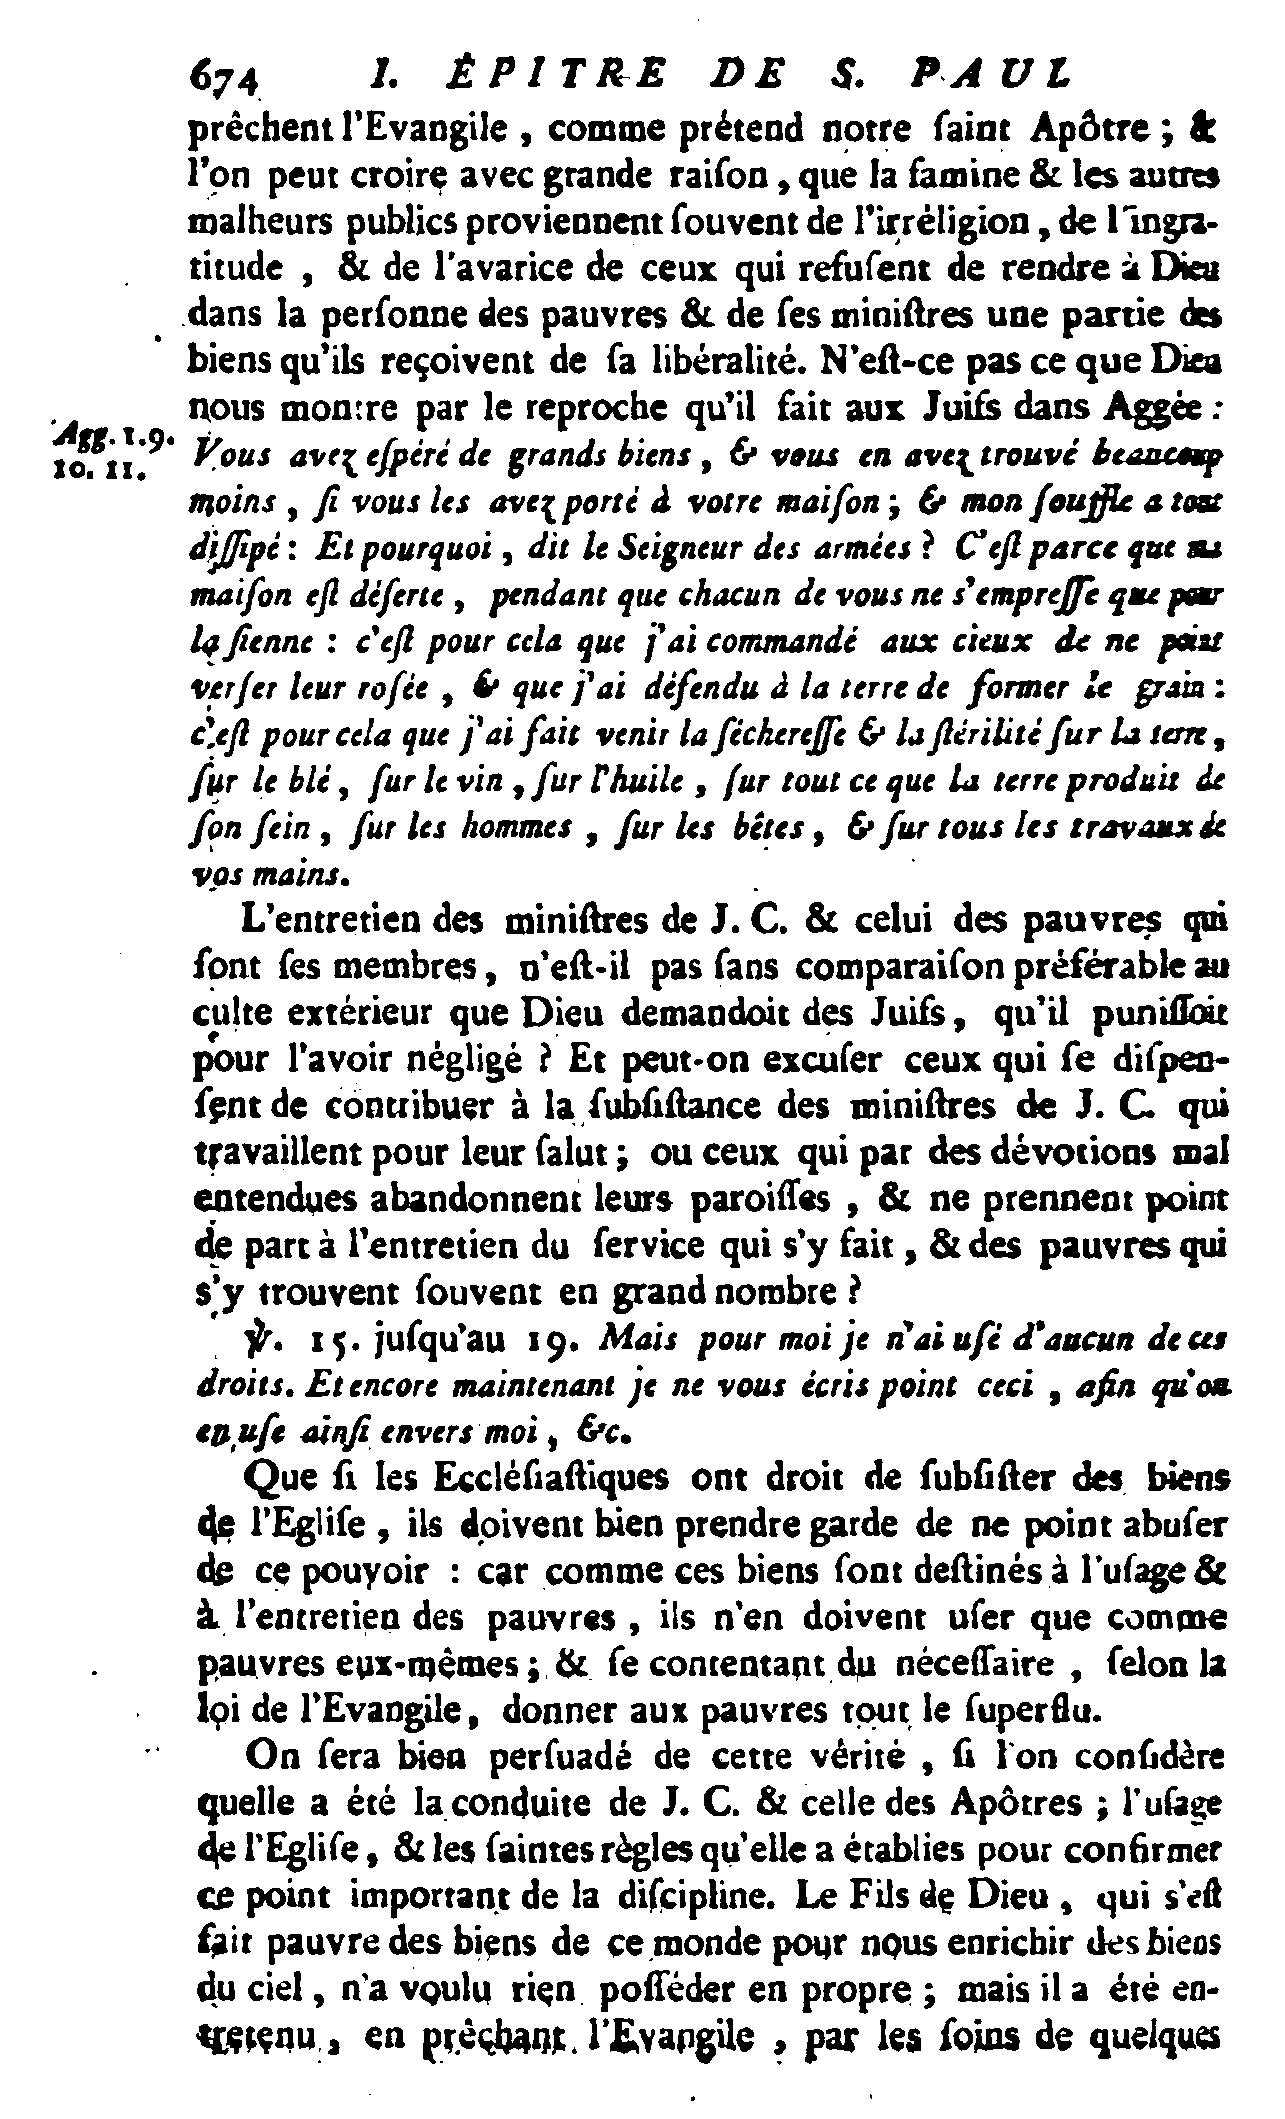 674 I. ÉPITRE DE S. PAUL
prêchent l'Evangile , comme prétend notre ſaint Apôtre ; &
l'on peut croire avec grande raiſon , que la famine & les autres
malheurs publics proviennent ſouvent de l'irréligion , de l'ingra-
titude , & de l'avarice de ceux qui refuſent de rendre à Dieu
dans la perſonne des pauvres & de ſes miniſtres une partie des
biens qu'ils reçoivent de ſa libéralité. N'eſt-ce pas ce que Dieu
nous montre par le reproche qu'il fait aux Juifs dans Aggée :
Agg. 1. 9.
10. 11.
Vous avez eſpéré de grands biens , & vous en avez trouvé beaucoup
moins , ſi vous les avez porté à votre maiſon ; & mon ſouffle a tout
diſſipé : Et pourquoi , dit le Seigneur des armées ? C'eſt parce que ma
maiſon eſt déſerte , pendant que chacun de vous ne s'empreſſe que pour
la ſienne : c'eſt pour cela que j'ai commandé aux cieux de ne point
verſer leur roſée , & que j'ai défendu à la terre de former le grain :
c'eſt pour cela que j'ai fait venir la ſéchereſſe & la ſtérilité ſur la terre ,
ſur le blé , ſur le vin , ſur l'huile , ſur tout ce que la terre produit de
ſon ſein , ſur les hommes , ſur les bêtes , & ſur tous les travaux de
vos mains.
L'entretien des miniſtres de J. C. & celui des pauvres qui
ſont ſes membres , n'eſt-il pas ſans comparaiſon préférable au
culte extérieur que Dieu demandoit des Juifs , qu'il puniſſoit
pour l'avoir négligé ? Et peut-on excuſer ceux qui ſe diſpen-
ſent de contribuer à la ſubſiſtance des miniſtres de J. C. qui
travaillent pour leur ſalut ; ou ceux qui par des dévotions mal
entendues abandonnent leurs paroiſſes , & ne prennent point
de part à l'entretien du ſervice qui s'y fait , & des pauvres qui
s'y trouvent ſouvent en grand nombre ?
℣. 15. juſqu'au 19. Mais pour moi je n'ai uſé d'aucun de ces
droits. Et encore maintenant je ne vous écris point ceci , afin qu'on
en uſe ainſi envers moi , &c.
Que ſi les Eccléſiaſtiques ont droit de ſubſiſter des biens
de l'Egliſe , ils doivent bien prendre garde de ne point abuſer
de ce pouvoir : car comme ces biens ſont deſtinés à l'uſage &
à l'entretien des pauvres , ils n'en doivent uſer que comme
pauvres eux-mêmes ; & ſe contentant du néceſſaire , ſelon la
loi de l'Evangile , donner aux pauvres tout le ſuperflu.
On ſera bien perſuadé de cette vérité , ſi l'on conſidère
quelle a été la conduite de J. C. & celle des Apôtres ; l'uſage
de l'Egliſe , & les ſaintes règles qu'elle a établies pour confirmer
ce point important de la diſcipline. Le Fils de Dieu , qui s'eſt
fait pauvre des biens de ce monde pour nous enrichir des biens
du ciel , n'a voulu rien poſſéder en propre ; mais il a été en-
tretenu , en prêchant l'Evangile , par les ſoins de quelques